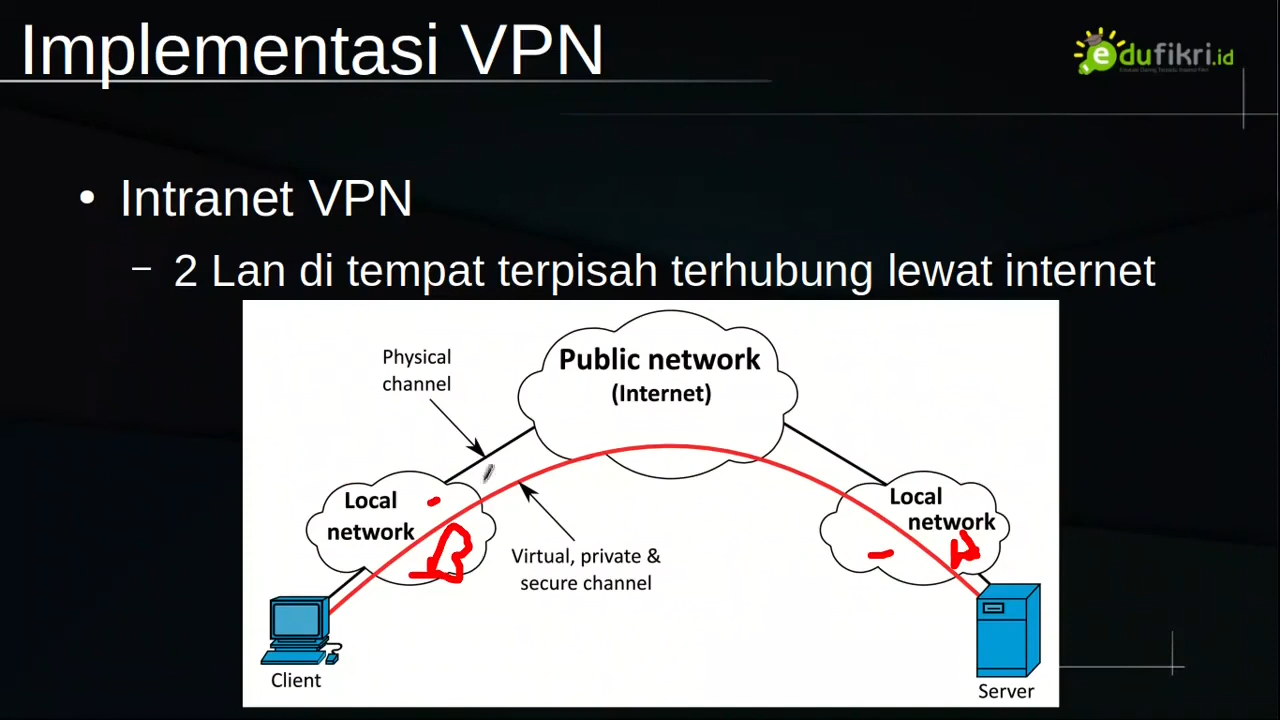 Implementasi VPN
edufikri.id
• Intranet VPN
– 2 Lan di tempat terpisah terhubung lewat internet
Physical
channel
Public network
(Internet)
Local
network
B
Local
network
Virtual, private &
secure channel
Client
Server